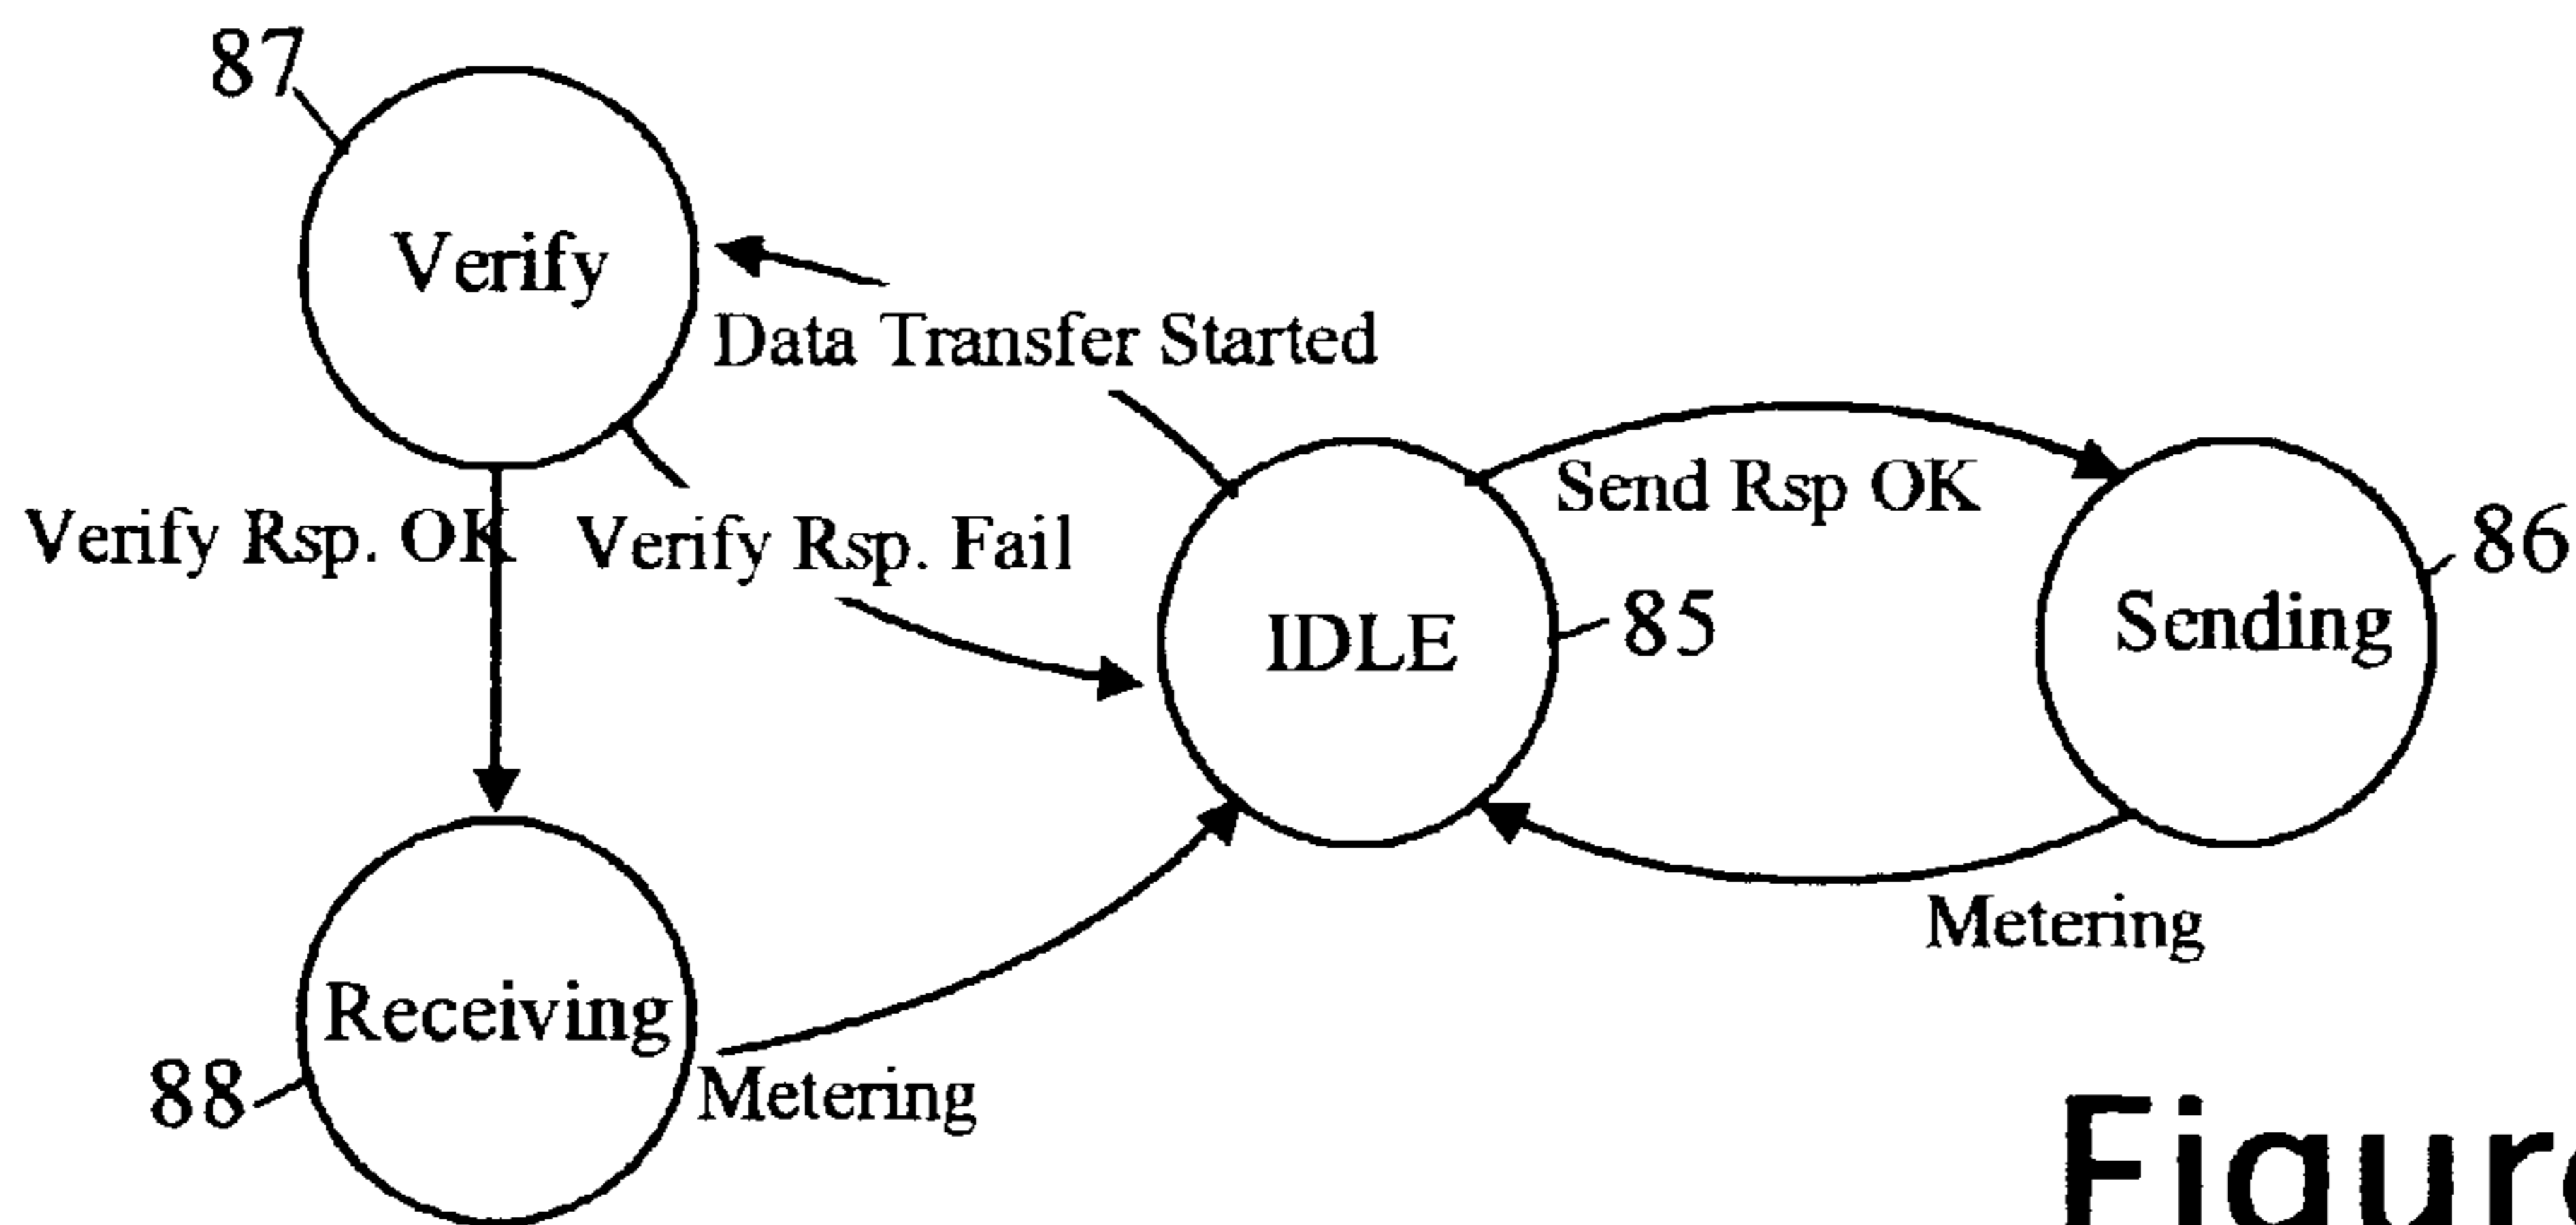 87
Verify
Data Transfer Started
Send Rsp OK
Verify Rsp. OK
Verify Rsp. Fail
86
IDLE
85
Sending
Metering
Receiving
88
Metering